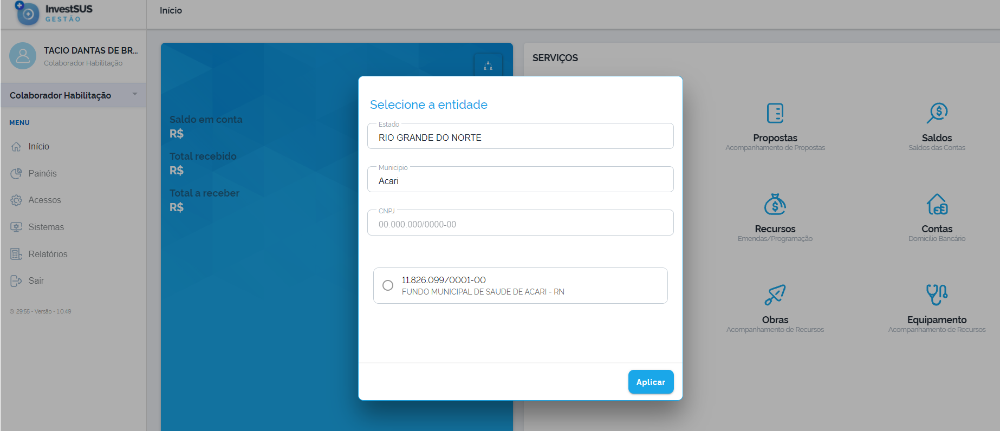 InvestSUS
GESTÃO
Início
TACIO DANTAS DE BR...
Colaborador Habilitação
Colaborador Habilitação
MENU
Início
Painéis
Acessos
Sistemas
Relatórios
Sair
29:55 - Versão - 1.0.49
Saldo em conta
R$
Total recebido
R$
Total a receber
R$
Selecione a entidade
Estado
RIO GRANDE DO NORTE
Município
Acari
CNPJ
00.000.000/0000-00
11.826.099/0001-00
FUNDO MUNICIPAL DE SAUDE DE ACARI - RN
Aplicar
SERVIÇOS
Propostas
Acompanhamento de Propostas
Saldos
Saldos das Contas
Recursos
Emendas/Programação
Contas
Domicílio Bancário
Obras
Acompanhamento de Recursos
Equipamento
Acompanhamento de Recursos